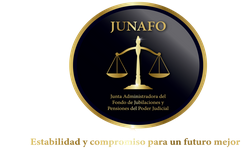 JUNAFO
Junta Administradora del
Fondo de Jubilaciones y
Pensiones del Poder Judicial
Estabilidad y compromiso para un futuro mejor